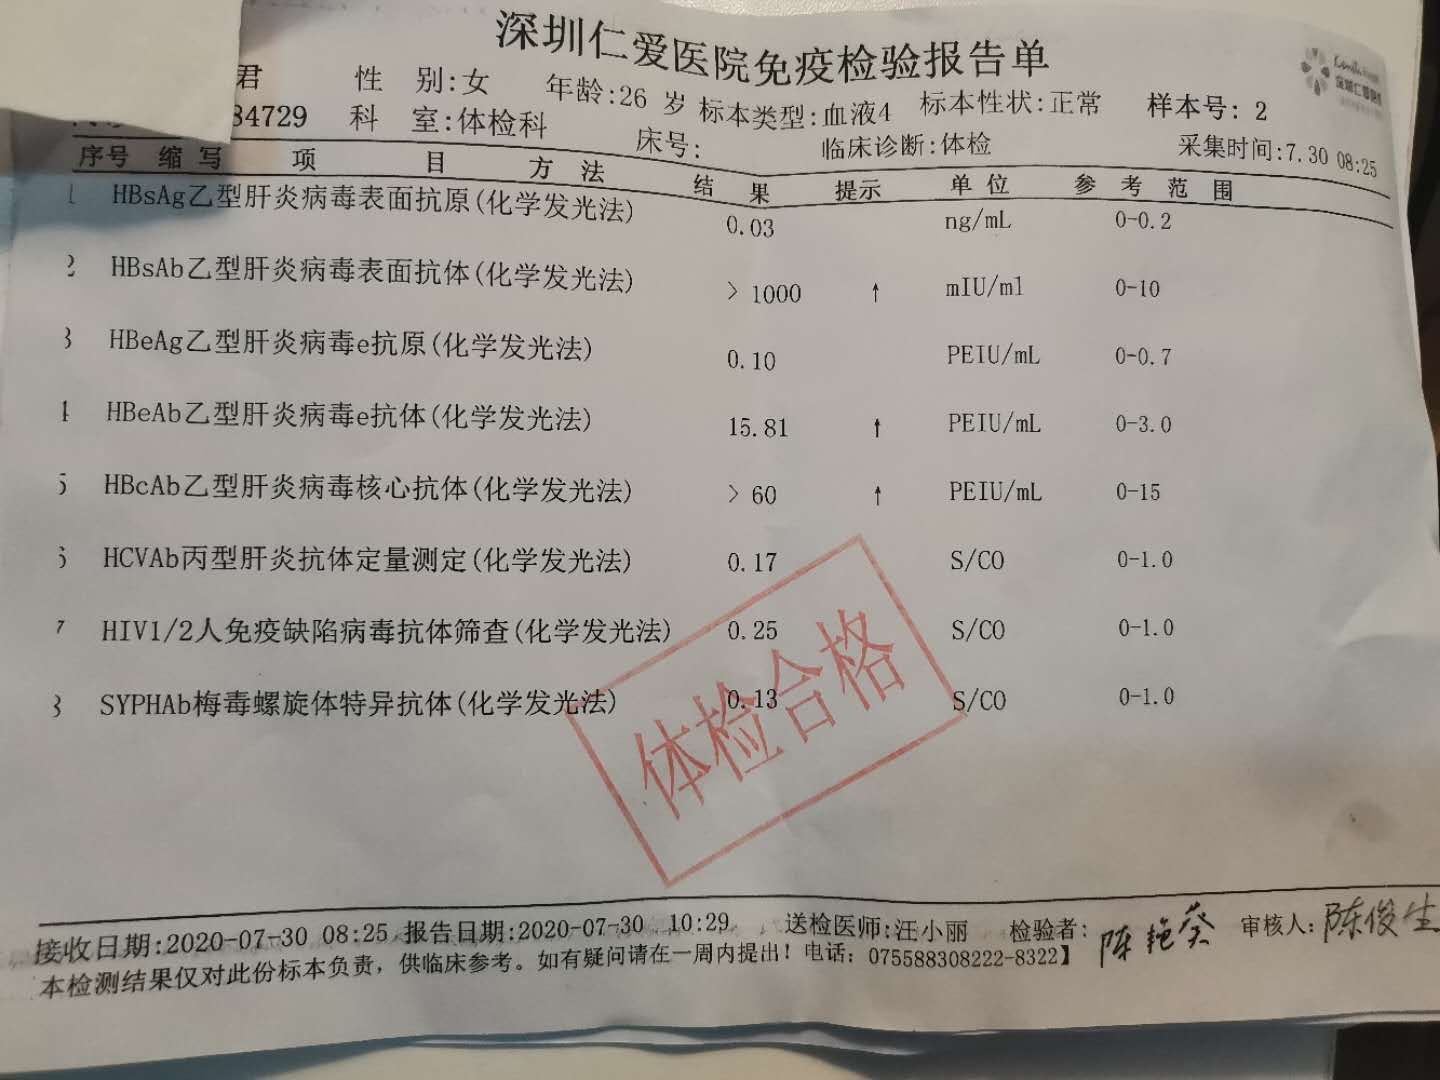 深圳仁爱医院免疫检验报告单
君 性 别:女 年龄:26 岁 标本类型:血液4 标本性状:正常 样本号: 2
84729 科 室:体检科 床号: 临床诊断:体检 采集时间:7.30 08:25
序号 缩 写 项 目 方 法 结 果 提示 单 位 参 考 范 围
1 HBsAg乙型肝炎病毒表面抗原(化学发光法) 0.03 ng/mL 0-0.2
2 HBsAb乙型肝炎病毒表面抗体(化学发光法) > 1000 ↑ mIU/ml 0-10
3 HBeAg乙型肝炎病毒e抗原(化学发光法) 0.10 PEIU/mL 0-0.7
4 HBeAb乙型肝炎病毒e抗体(化学发光法) 15.81 ↑ PEIU/mL 0-3.0
5 HBcAb乙型肝炎病毒核心抗体(化学发光法) > 60 ↑ PEIU/mL 0-15
6 HCVAb丙型肝炎抗体定量测定(化学发光法) 0.17 S/CO 0-1.0
7 HIV1/2人免疫缺陷病毒抗体筛查(化学发光法) 0.25 S/CO 0-1.0
8 SYPHAb梅毒螺旋体特异抗体(化学发光法) 0.13 S/CO 0-1.0
体检合格
接收日期:2020-07-30 08:25 报告日期:2020-07-30 10:29 送检医师:汪小丽 检验者:陈艳葵 审核人:陈俊生
本检测结果仅对此份标本负责，供临床参考。如有疑问请在一周内提出！电话：075588308222-8322】